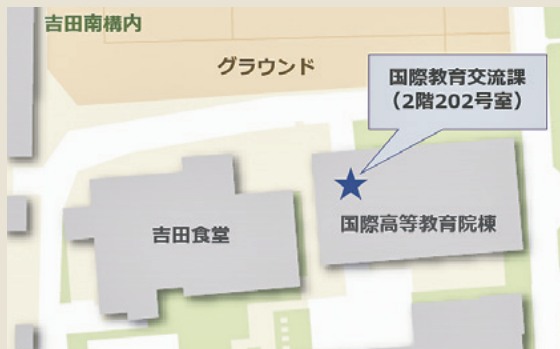 吉田南構内
グラウンド
国際教育交流課
（2階202号室）
吉田食堂
国際高等教育院棟